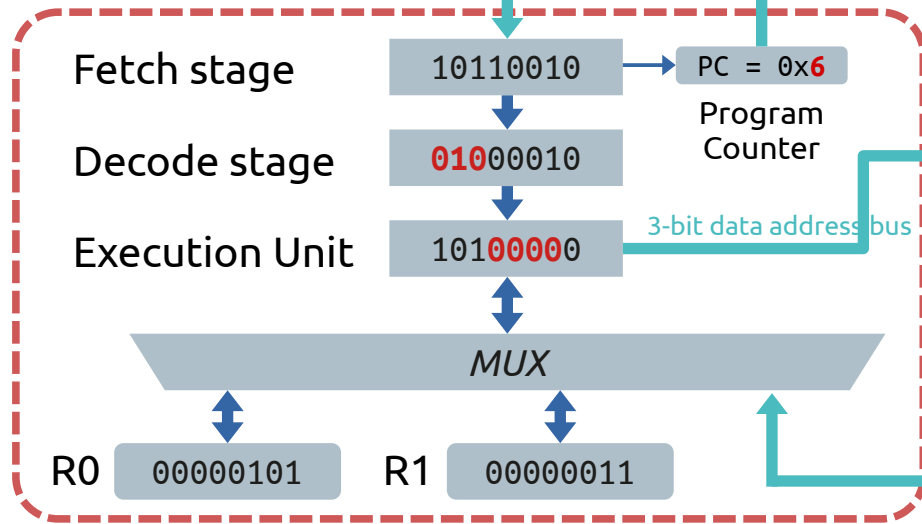 Fetch stage
10110010
PC = 0x6
Program
Counter
Decode stage
01000010
3-bit data address bus
Execution Unit
10100000
MUX
R0
00000101
R1
00000011